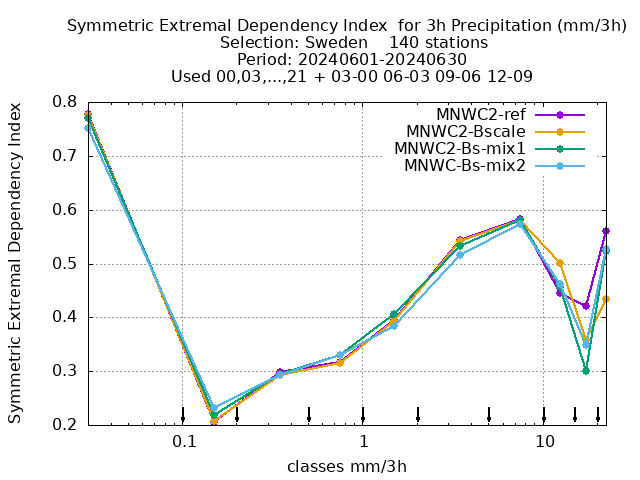 Symmetric Extremal Dependency Index  for 3h Precipitation (mm/3h)
Selection: Sweden    140 stations
Period: 20240601-20240630
Used 00,03,...,21 + 03-00 06-03 09-06 12-09
MNWC2-ref
MNWC2-Bscale
MNWC2-Bs-mix1
MNWC-Bs-mix2
Symmetric Extremal Dependency Index
0.8
0.7
0.6
0.5
0.4
0.3
0.2
0.1
1
10
classes mm/3h